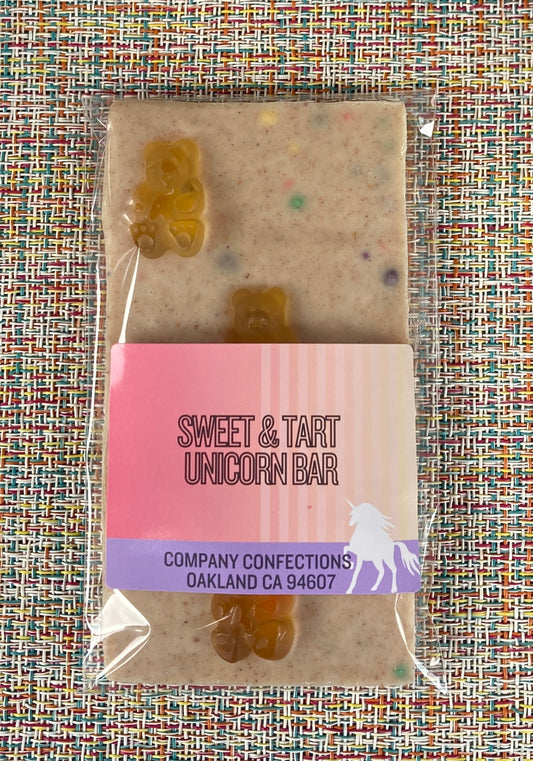 SWEET & TART
UNICORN BAR
COMPANY CONFECTIONS
OAKLAND CA 94607